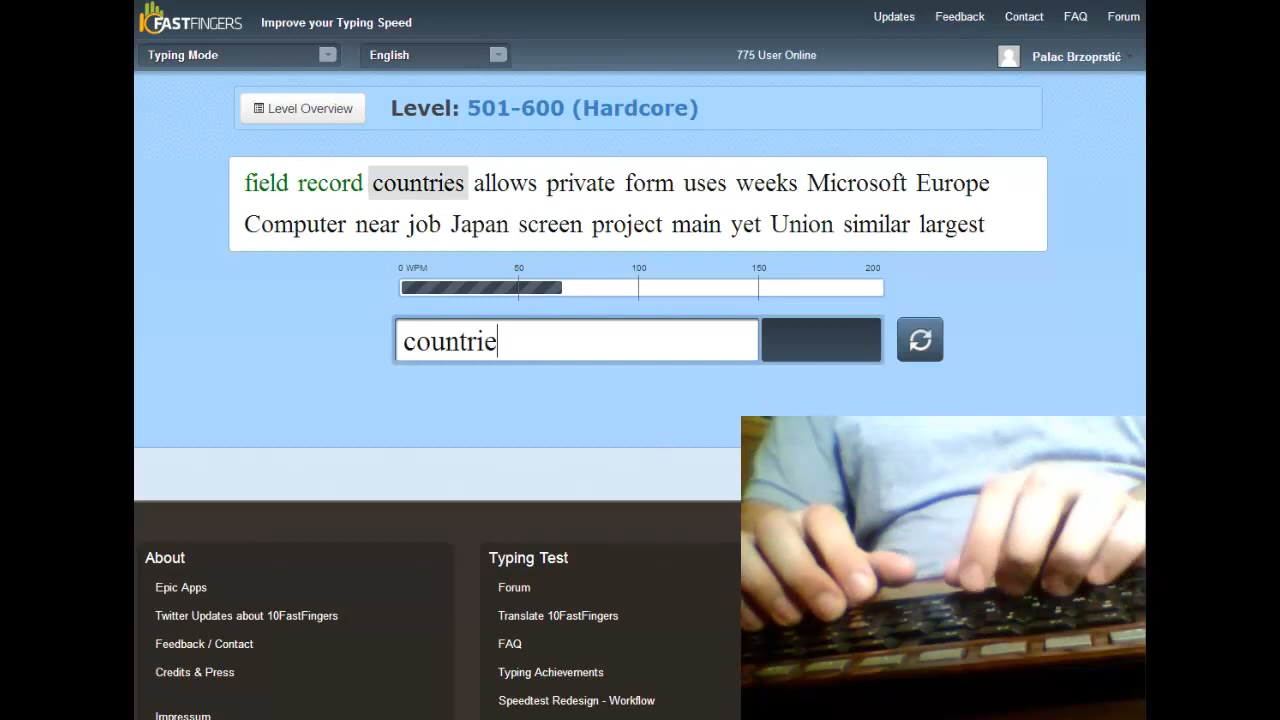 10FASTFINGERS Improve your Typing Speed
Updates Feedback Contact FAQ Forum
Typing Mode English 775 User Online Palac Brzoprstić
Level Overview Level: 501-600 (Hardcore)
field record countries allows private form uses weeks Microsoft Europe
Computer near job Japan screen project main yet Union similar largest
0 WPM 50 100 150 200
countrie
About
Epic Apps
Twitter Updates about 10FastFingers
Feedback / Contact
Credits & Press
Impressum
Typing Test
Forum
Translate 10FastFingers
FAQ
Typing Achievements
Speedtest Redesign - Workflow